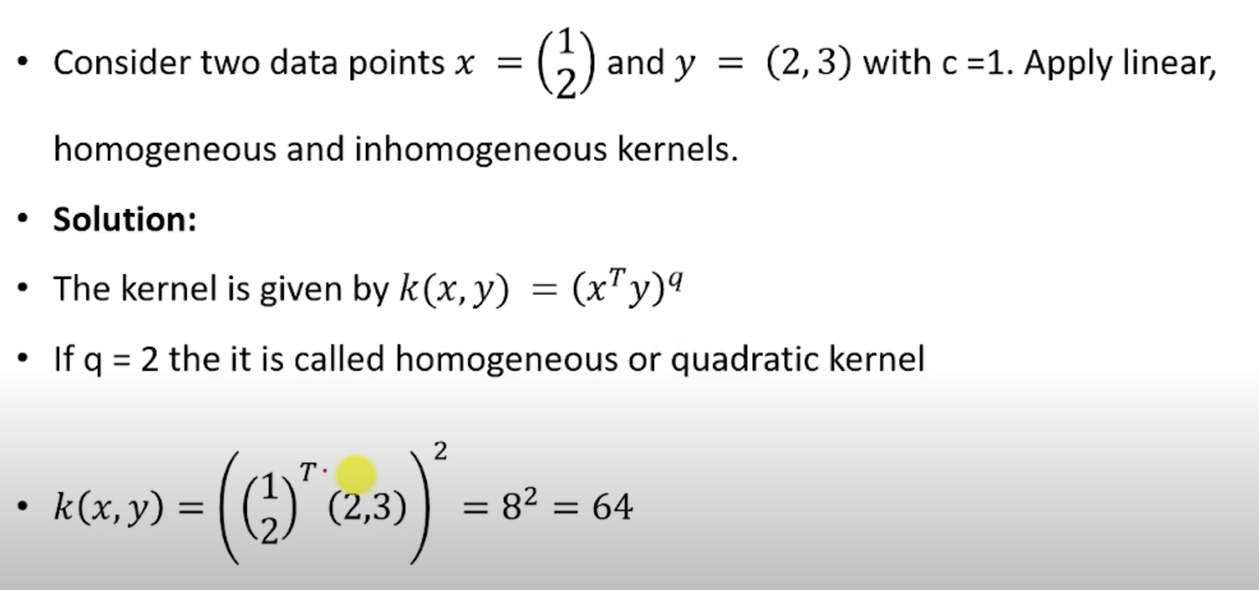 • Consider two data points x = (1 2) and y = (2, 3) with c =1. Apply linear,
homogeneous and inhomogeneous kernels.
• Solution:
• The kernel is given by k(x, y) = (xᵀy)^q
• If q = 2 the it is called homogeneous or quadratic kernel
• k(x, y) = ((1 2)ᵀ (2,3))² = 8² = 64